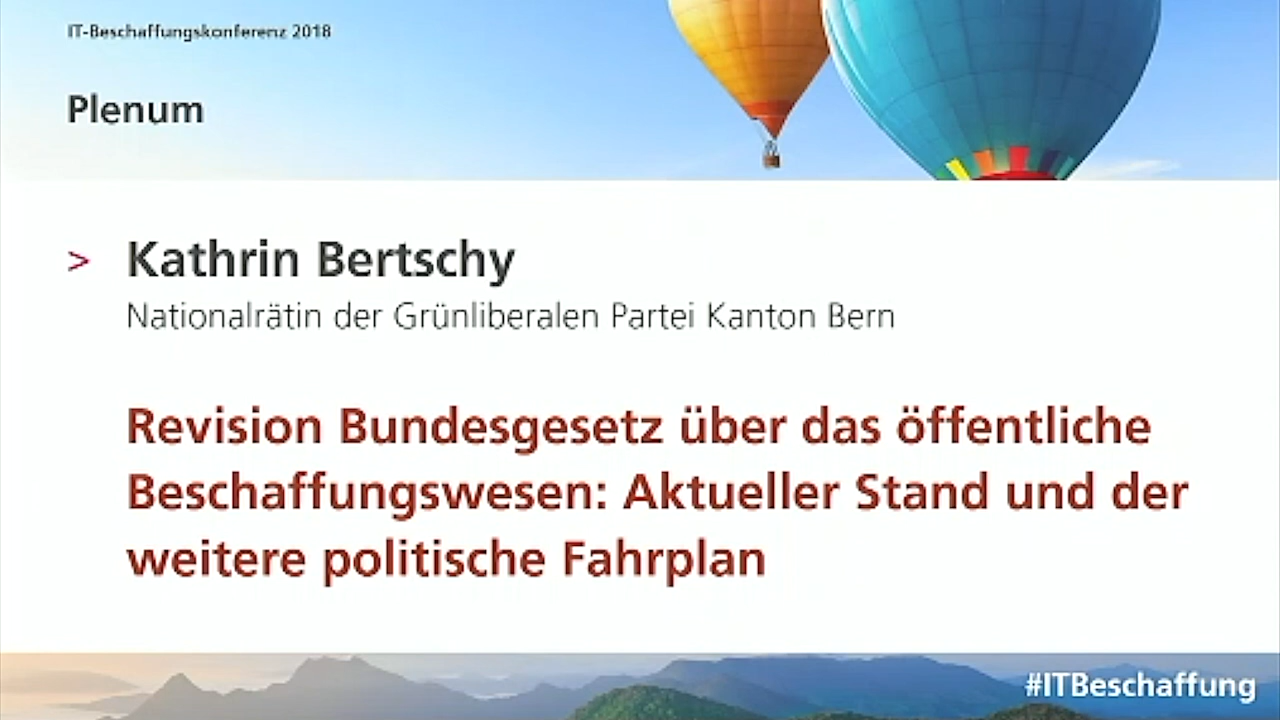 IT-Beschaffungskonferenz 2018
Plenum
> Kathrin Bertschy
Nationalrätin der Grünliberalen Partei Kanton Bern
Revision Bundesgesetz über das öffentliche
Beschaffungswesen: Aktueller Stand und der
weitere politische Fahrplan
#ITBeschaffung